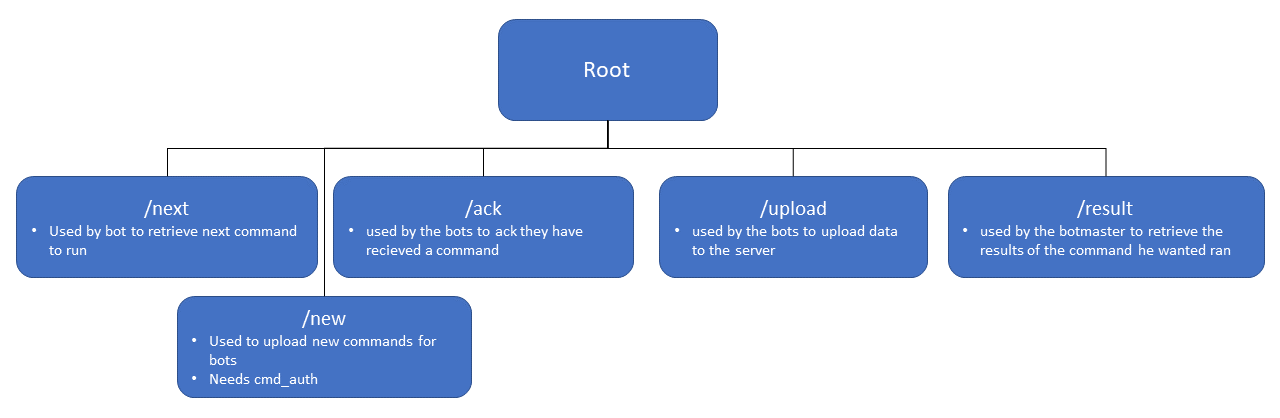 Root
/next
• Used by bot to retrieve next command
to run
/ack
• used by the bots to ack they have
recieved a command
/upload
• used by the bots to upload data
to the server
/result
• used by the botmaster to retrieve the
results of the command he wanted ran
/new
• Used to upload new commands for
bots
• Needs cmd_auth